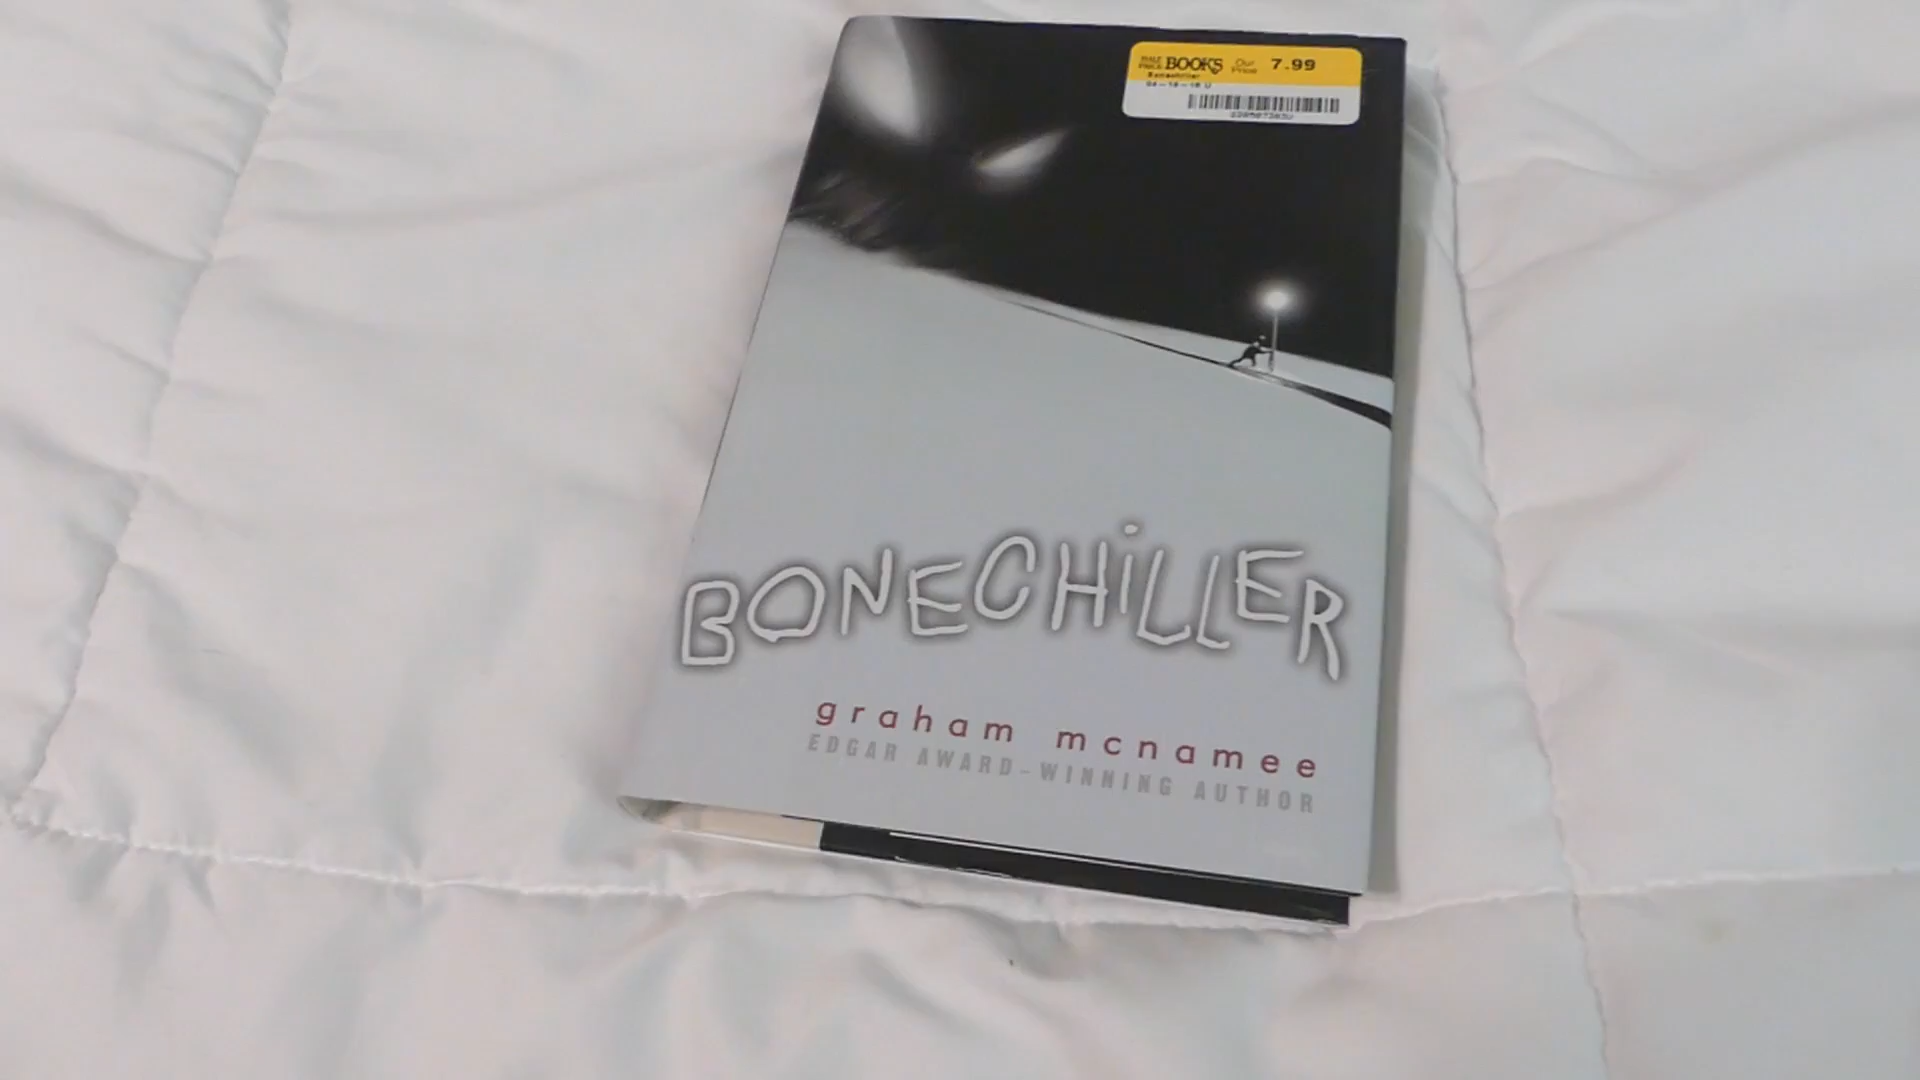 HALF PRICE BOOKS Our Price 7.99
Bonechiller
BONECHiLLER
graham mcnamee
EDGAR AWARD-WINNING AUTHOR